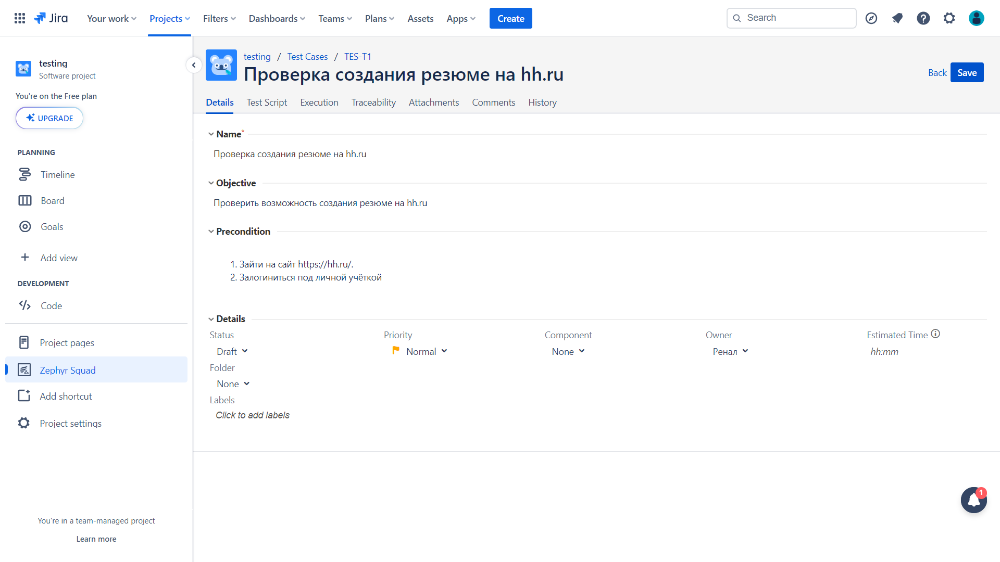 Jira
Your work
Projects
Filters
Dashboards
Teams
Plans
Assets
Apps
Create
Search
testing
Software project
You're on the Free plan
UPGRADE
PLANNING
Timeline
Board
Goals
Add view
DEVELOPMENT
Code
Project pages
Zephyr Squad
Add shortcut
Project settings
You're in a team-managed project
Learn more
testing / Test Cases / TES-T1
Проверка создания резюме на hh.ru
Back
Save
Details
Test Script
Execution
Traceability
Attachments
Comments
History
Name*
Проверка создания резюме на hh.ru
Objective
Проверить возможность создания резюме на hh.ru
Precondition
1. Зайти на сайт https://hh.ru/.
2. Залогиниться под личной учёткой
Details
Status
Priority
Component
Owner
Estimated Time
Draft
Normal
None
Ренал
hh:mm
Folder
None
Labels
Click to add labels
1